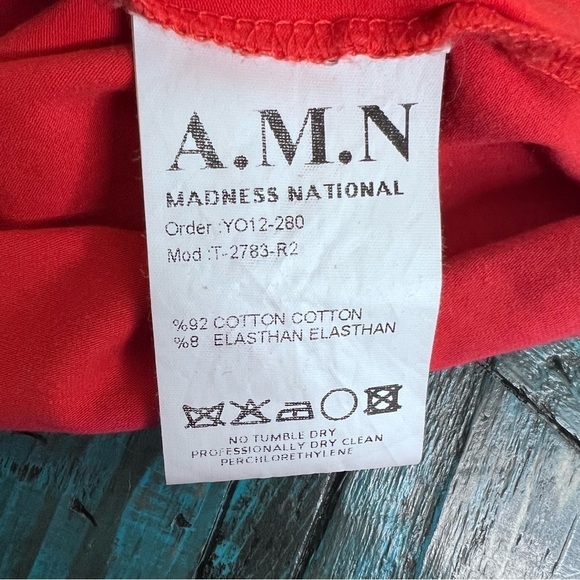 A.M.N
MADNESS NATIONAL
Order :YO12-280
Mod :T-2783-R2
%92 COTTON COTTON
%8 ELASTHAN ELASTHAN
NO TUMBLE DRY
PROFESSIONALLY DRY CLEAN
PERCHLORETHYLENE